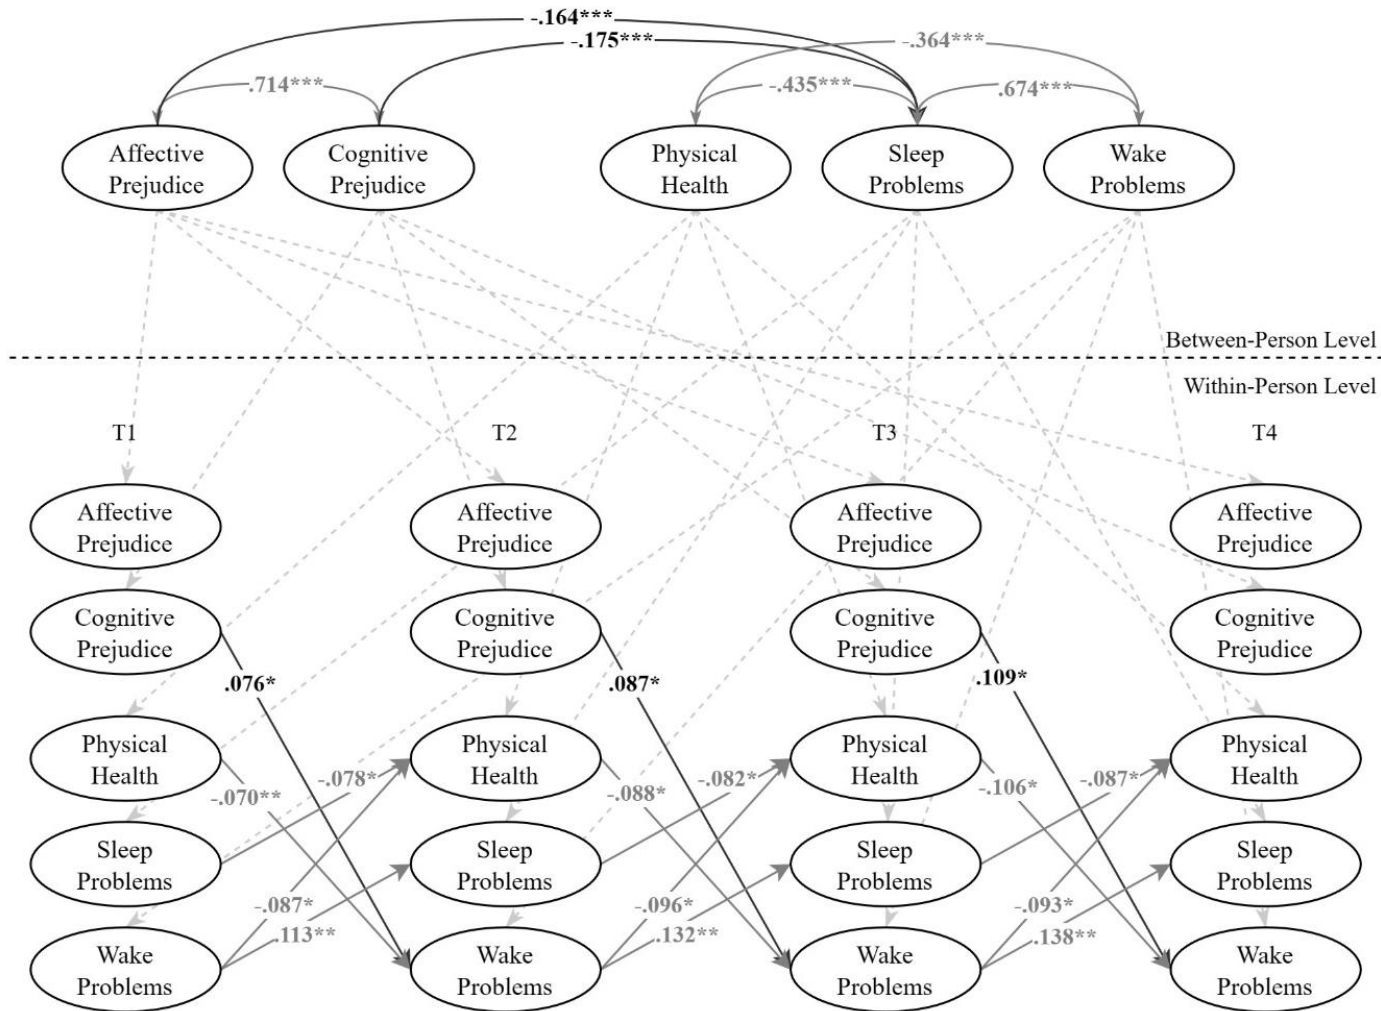 -.164***
-.175***
-.364***
.714***
-.435***
.674***
Affective
Prejudice
Cognitive
Prejudice
Physical
Health
Sleep
Problems
Wake
Problems
Between-Person Level
Within-Person Level
T1
T2
T3
T4
Affective
Prejudice
Affective
Prejudice
Affective
Prejudice
Affective
Prejudice
Cognitive
Prejudice
Cognitive
Prejudice
Cognitive
Prejudice
Cognitive
Prejudice
.076*
.087*
.109*
Physical
Health
Physical
Health
Physical
Health
Physical
Health
-.078*
-.070**
-.082*
-.088*
-.087*
-.106*
Sleep
Problems
Sleep
Problems
Sleep
Problems
Sleep
Problems
-.087*
.113**
-.096*
.132**
-.093*
.138**
Wake
Problems
Wake
Problems
Wake
Problems
Wake
Problems